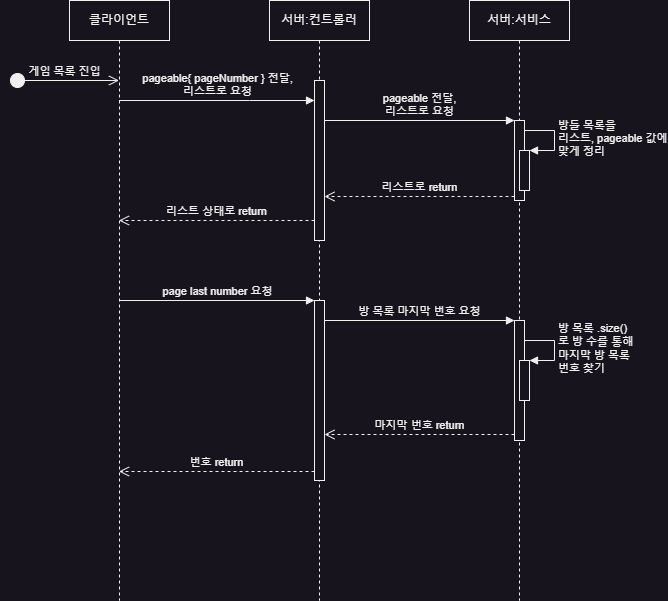 클라이언트
서버:컨트롤러
서버:서비스
게임 목록 진입
pageable{ pageNumber } 전달,
리스트로 요청
pageable 전달,
리스트로 요청
방들 목록을
리스트, pageable 값에
맞게 정리
리스트로 return
리스트 상태로 return
page last number 요청
방 목록 마지막 번호 요청
방 목록 .size()
로 방 수를 통해
마지막 방 목록
번호 찾기
마지막 번호 return
번호 return